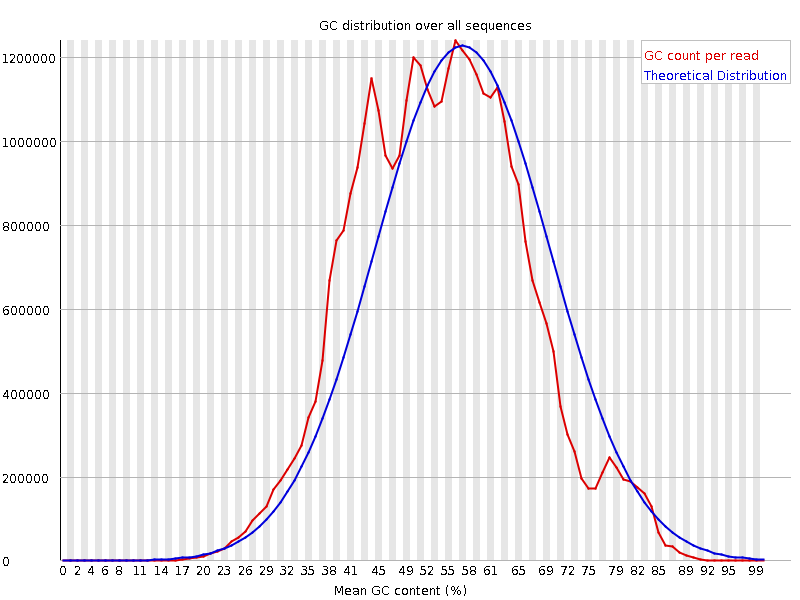 GC distribution over all sequences
GC count per read
Theoretical Distribution
1200000
1000000
800000
600000
400000
200000
0
0 2 4 6 8 11 14 17 20 23 26 29 32 35 38 41 45 49 52 55 58 61 65 69 72 75 79 82 85 89 92 95 99
Mean GC content (%)